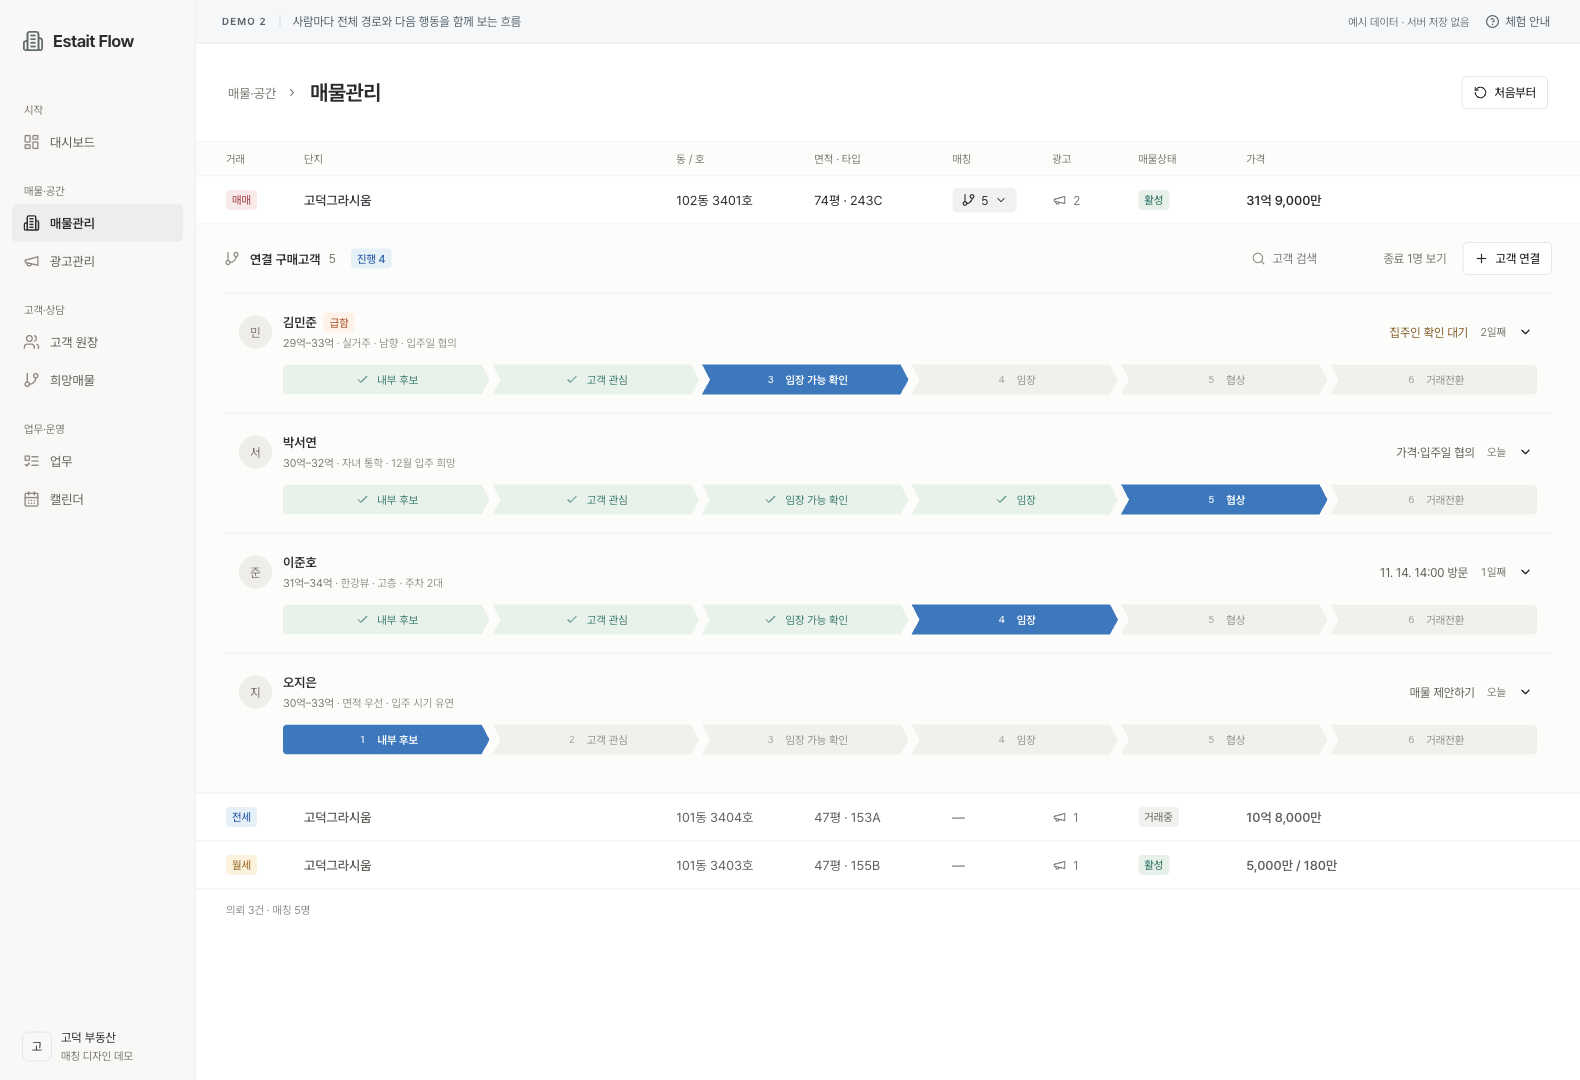 Estait Flow
시작
대시보드
매물·공간
매물관리
광고관리
고객·상담
고객 원장
희망매물
업무·운영
업무
캘린더
고
고덕 부동산
매칭 디자인 데모
DEMO 2 사람마다 전체 경로와 다음 행동을 함께 보는 흐름
예시 데이터 · 서버 저장 없음 체험 안내
매물·공간 매물관리
처음부터
거래 단지 동 / 호 면적 · 타입 매칭 광고 매물상태 가격
매매 고덕그라시움 102동 3401호 74평 · 243C 5 2 활성 31억 9,000만
연결 구매고객 5 진행 4 고객 검색 종료 1명 보기 고객 연결
민 김민준 급함 집주인 확인 대기 2일째
29억–33억 · 실거주 · 남향 · 입주일 협의
내부 후보 고객 관심 3 임장 가능 확인 4 임장 5 협상 6 거래전환
서 박서연 가격·입주일 협의 오늘
30억–32억 · 자녀 통학 · 12월 입주 희망
내부 후보 고객 관심 임장 가능 확인 임장 5 협상 6 거래전환
준 이준호 11. 14. 14:00 방문 1일째
31억–34억 · 한강뷰 · 고층 · 주차 2대
내부 후보 고객 관심 임장 가능 확인 4 임장 5 협상 6 거래전환
지 오지은 매물 제안하기 오늘
30억–33억 · 면적 우선 · 입주 시기 유연
1 내부 후보 2 고객 관심 3 임장 가능 확인 4 임장 5 협상 6 거래전환
전세 고덕그라시움 101동 3404호 47평 · 153A — 1 거래중 10억 8,000만
월세 고덕그라시움 101동 3403호 47평 · 155B — 1 활성 5,000만 / 180만
의뢰 3건 · 매칭 5명